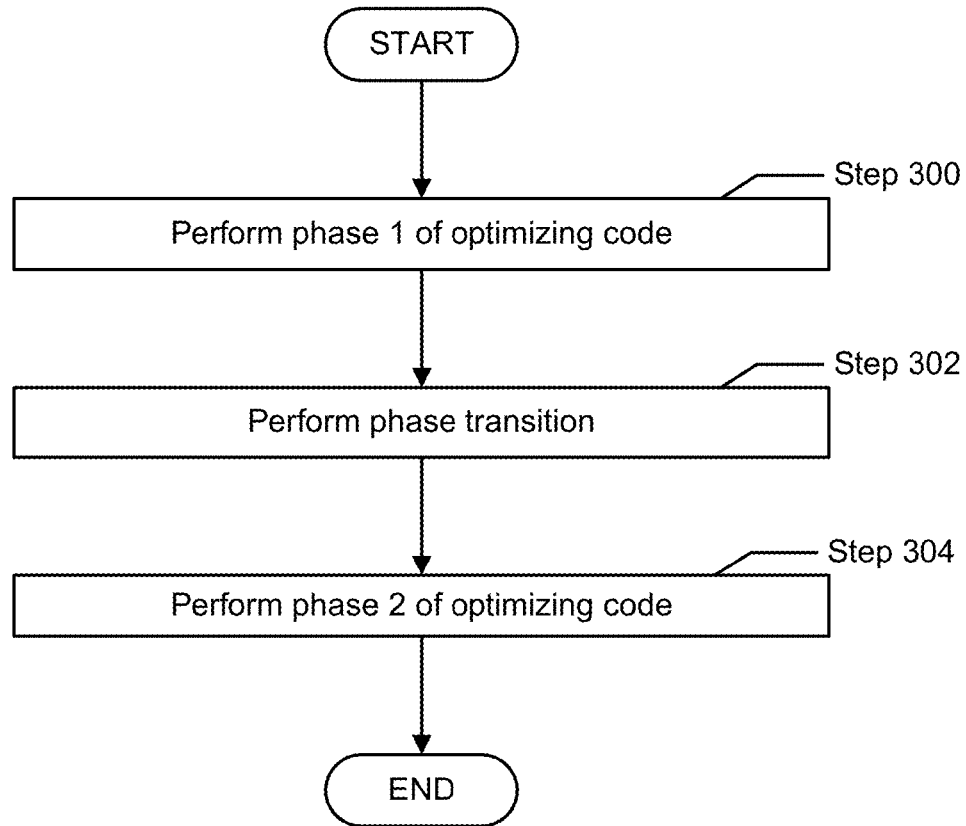 START
Step 300
Perform phase 1 of optimizing code
Step 302
Perform phase transition
Step 304
Perform phase 2 of optimizing code
END